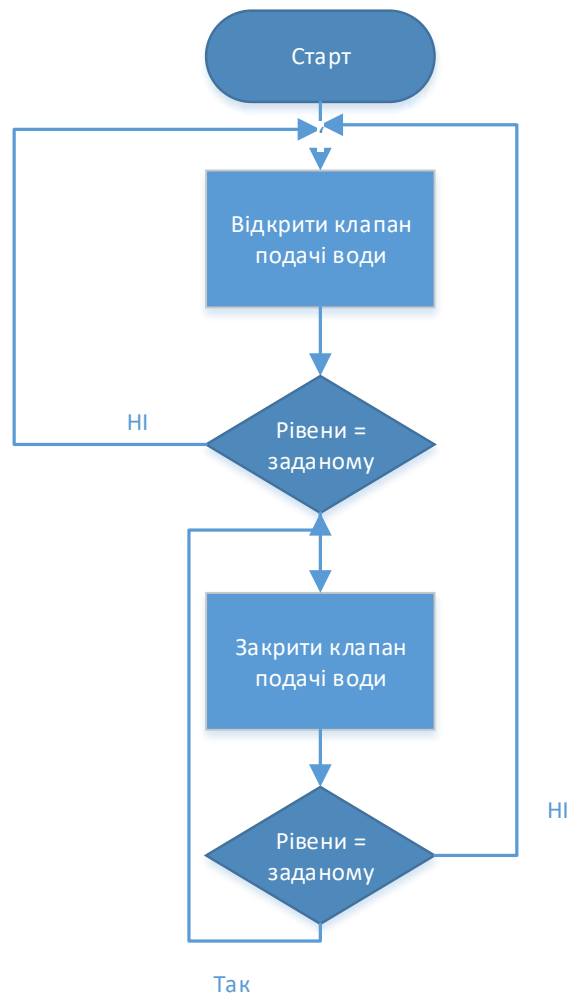 Старт
Відкрити клапан
подачі води
НІ
Рівени =
заданому
Закрити клапан
подачі води
НІ
Рівени =
заданому
Так